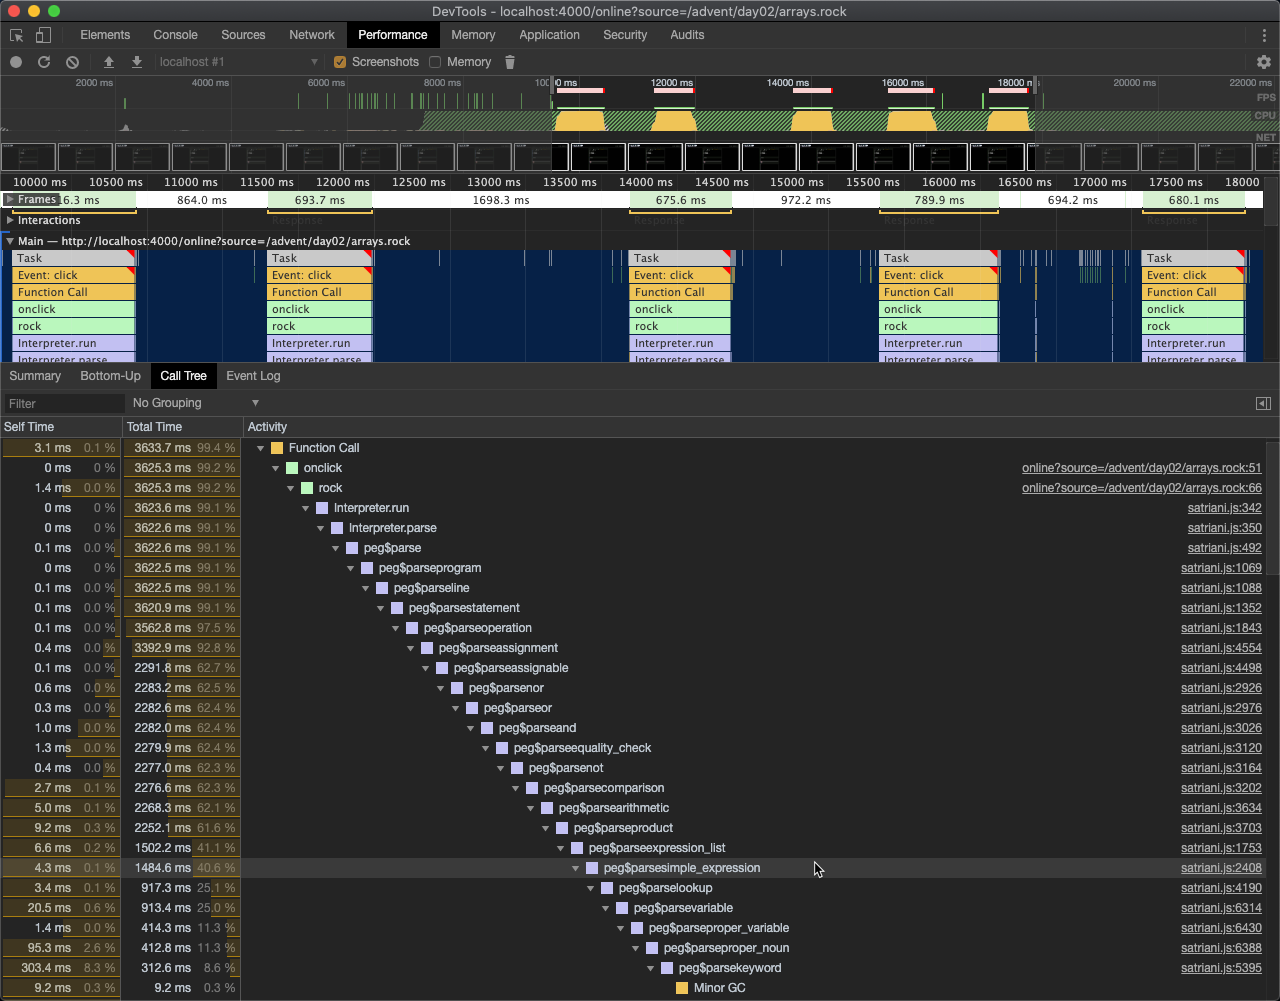 DevTools - localhost:4000/online?source=/advent/day02/arrays.rock
Elements Console Sources Network Performance Memory Application Security Audits
localhost #1 Screenshots Memory
2000 ms 4000 ms 6000 ms 8000 ms 12000 ms 14000 ms 16000 ms 18000 20000 ms 22000 ms
FPS
CPU
NET
10000 ms 10500 ms 11000 ms 11500 ms 12000 ms 12500 ms 13000 ms 13500 ms 14000 ms 14500 ms 15000 ms 15500 ms 16000 ms 16500 ms 17000 ms 17500 ms 18000
Frames 16.3 ms 864.0 ms 693.7 ms 1698.3 ms 675.6 ms 972.2 ms 789.9 ms 694.2 ms 680.1 ms
Interactions Response Response Response Response
Main — http://localhost:4000/online?source=/advent/day02/arrays.rock
Task Task Task Task Task
Event: click Event: click Event: click Event: click Event: click
Function Call Function Call Function Call Function Call Function Call
onclick onclick onclick onclick onclick
rock rock rock rock rock
Interpreter.run Interpreter.run Interpreter.run Interpreter.run Interpreter.run
Interpreter.parse Interpreter.parse Interpreter.parse Interpreter.parse Interpreter.parse
Summary Bottom-Up Call Tree Event Log
Filter No Grouping
Self Time Total Time Activity
3.1 ms 0.1 % 3633.7 ms 99.4 % Function Call
0 ms 0 % 3625.3 ms 99.2 % onclick online?source=/advent/day02/arrays.rock:51
1.4 ms 0.0 % 3625.3 ms 99.2 % rock online?source=/advent/day02/arrays.rock:66
0 ms 0 % 3623.6 ms 99.1 % Interpreter.run satriani.js:342
0 ms 0 % 3622.6 ms 99.1 % Interpreter.parse satriani.js:350
0.1 ms 0.0 % 3622.6 ms 99.1 % peg$parse satriani.js:492
0 ms 0 % 3622.5 ms 99.1 % peg$parseprogram satriani.js:1069
0.1 ms 0.0 % 3622.5 ms 99.1 % peg$parseline satriani.js:1088
0.1 ms 0.0 % 3620.9 ms 99.1 % peg$parsestatement satriani.js:1352
0.1 ms 0.0 % 3562.8 ms 97.5 % peg$parseoperation satriani.js:1843
0.4 ms 0.0 % 3392.9 ms 92.8 % peg$parseassignment satriani.js:4554
0.1 ms 0.0 % 2291.8 ms 62.7 % peg$parseassignable satriani.js:4498
0.6 ms 0.0 % 2283.2 ms 62.5 % peg$parsenor satriani.js:2926
0.3 ms 0.0 % 2282.6 ms 62.4 % peg$parseor satriani.js:2976
1.0 ms 0.0 % 2282.0 ms 62.4 % peg$parseand satriani.js:3026
1.3 ms 0.0 % 2279.9 ms 62.4 % peg$parseequality_check satriani.js:3120
0.4 ms 0.0 % 2277.0 ms 62.3 % peg$parsenot satriani.js:3164
2.7 ms 0.1 % 2276.6 ms 62.3 % peg$parsecomparison satriani.js:3202
5.0 ms 0.1 % 2268.3 ms 62.1 % peg$parsearithmetic satriani.js:3634
9.2 ms 0.3 % 2252.1 ms 61.6 % peg$parseproduct satriani.js:3703
6.6 ms 0.2 % 1502.2 ms 41.1 % peg$parseexpression_list satriani.js:1753
4.3 ms 0.1 % 1484.6 ms 40.6 % peg$parsesimple_expression satriani.js:2408
3.4 ms 0.1 % 917.3 ms 25.1 % peg$parselookup satriani.js:4190
20.5 ms 0.6 % 913.4 ms 25.0 % peg$parsevariable satriani.js:6314
1.4 ms 0.0 % 414.3 ms 11.3 % peg$parseproper_variable satriani.js:6430
95.3 ms 2.6 % 412.8 ms 11.3 % peg$parseproper_noun satriani.js:6388
303.4 ms 8.3 % 312.6 ms 8.6 % peg$parsekeyword satriani.js:5395
9.2 ms 0.3 % 9.2 ms 0.3 % Minor GC